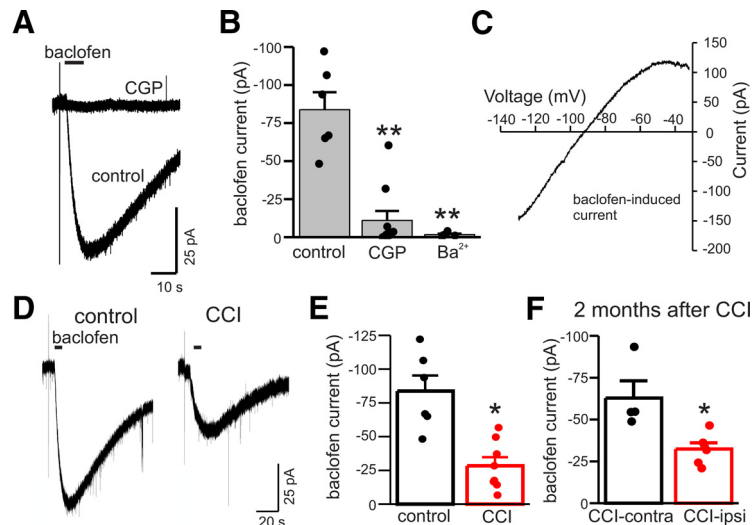 A
baclofen
CGP
control
25 pA
10 s
B
baclofen current (pA)
-100
-100
-75
-50
-25
0
**
**
control
CGP
Ba2+
C
Voltage (mV)
-140
-120
-100
-80
-60
-40
Current (pA)
150
100
50
0
-50
-100
-150
-200
baclofen-induced
current
D
control
CCI
baclofen
25 pA
20 s
E
baclofen current (pA)
-125
-100
-75
-50
-25
0
*
control
CCI
F
2 months after CCI
baclofen current (pA)
-100
-75
-50
-25
0
*
CCI-contra
CCI-ipsi